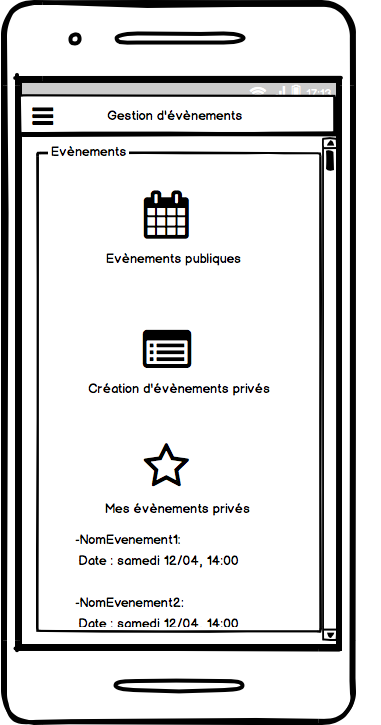 17:13
Gestion d'évènements
Evènements
Evènements publiques
Création d'évènements privés
Mes évènements privés
-NomEvenement1:
Date : samedi 12/04, 14:00
-NomEvenement2:
Date : samedi 12/04, 14:00